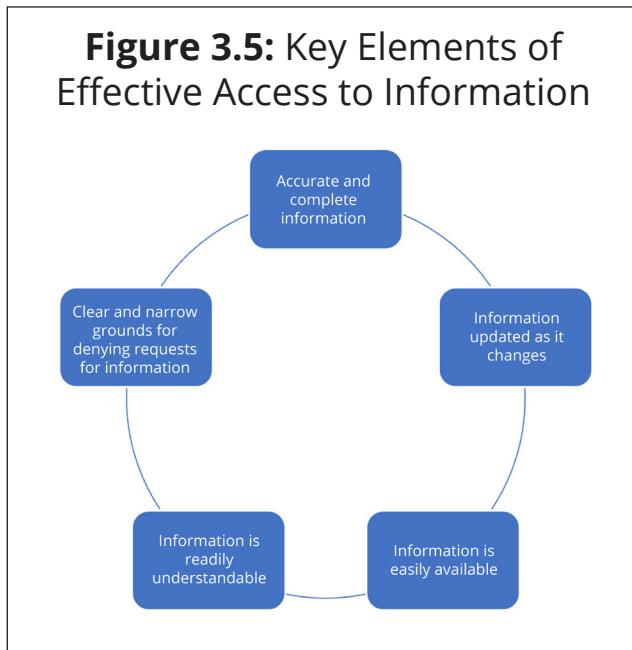 Figure 3.5: Key Elements of
Effective Access to Information
Accurate and
complete
information
Information
updated as it
changes
Information is
easily available
Information is
readily
understandable
Clear and narrow
grounds for
denying requests
for information